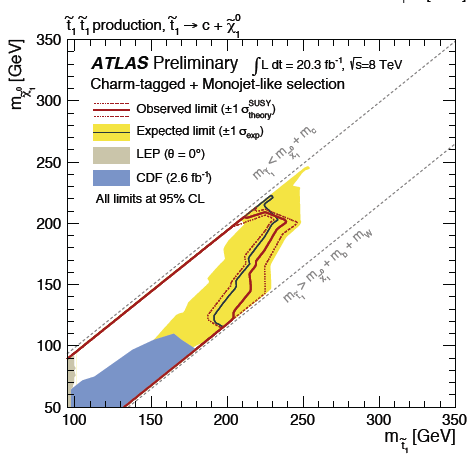 t̃₁ t̃₁ production, t̃₁ → c + χ̃₁⁰
ATLAS Preliminary ∫L dt = 20.3 fb⁻¹, √s=8 TeV
Charm-tagged + Monojet-like selection
Observed limit (±1 σ^SUSY_theory)
Expected limit (±1 σ_exp)
LEP (θ = 0°)
CDF (2.6 fb⁻¹)
All limits at 95% CL
m_t̃₁ < m_χ̃₁⁰ + m_c
m_t̃₁ > m_χ̃₁⁰ + m_b + m_W
m_χ̃₁⁰ [GeV]
350
300
250
200
150
100
50
100 150 200 250 300 350
m_t̃₁ [GeV]